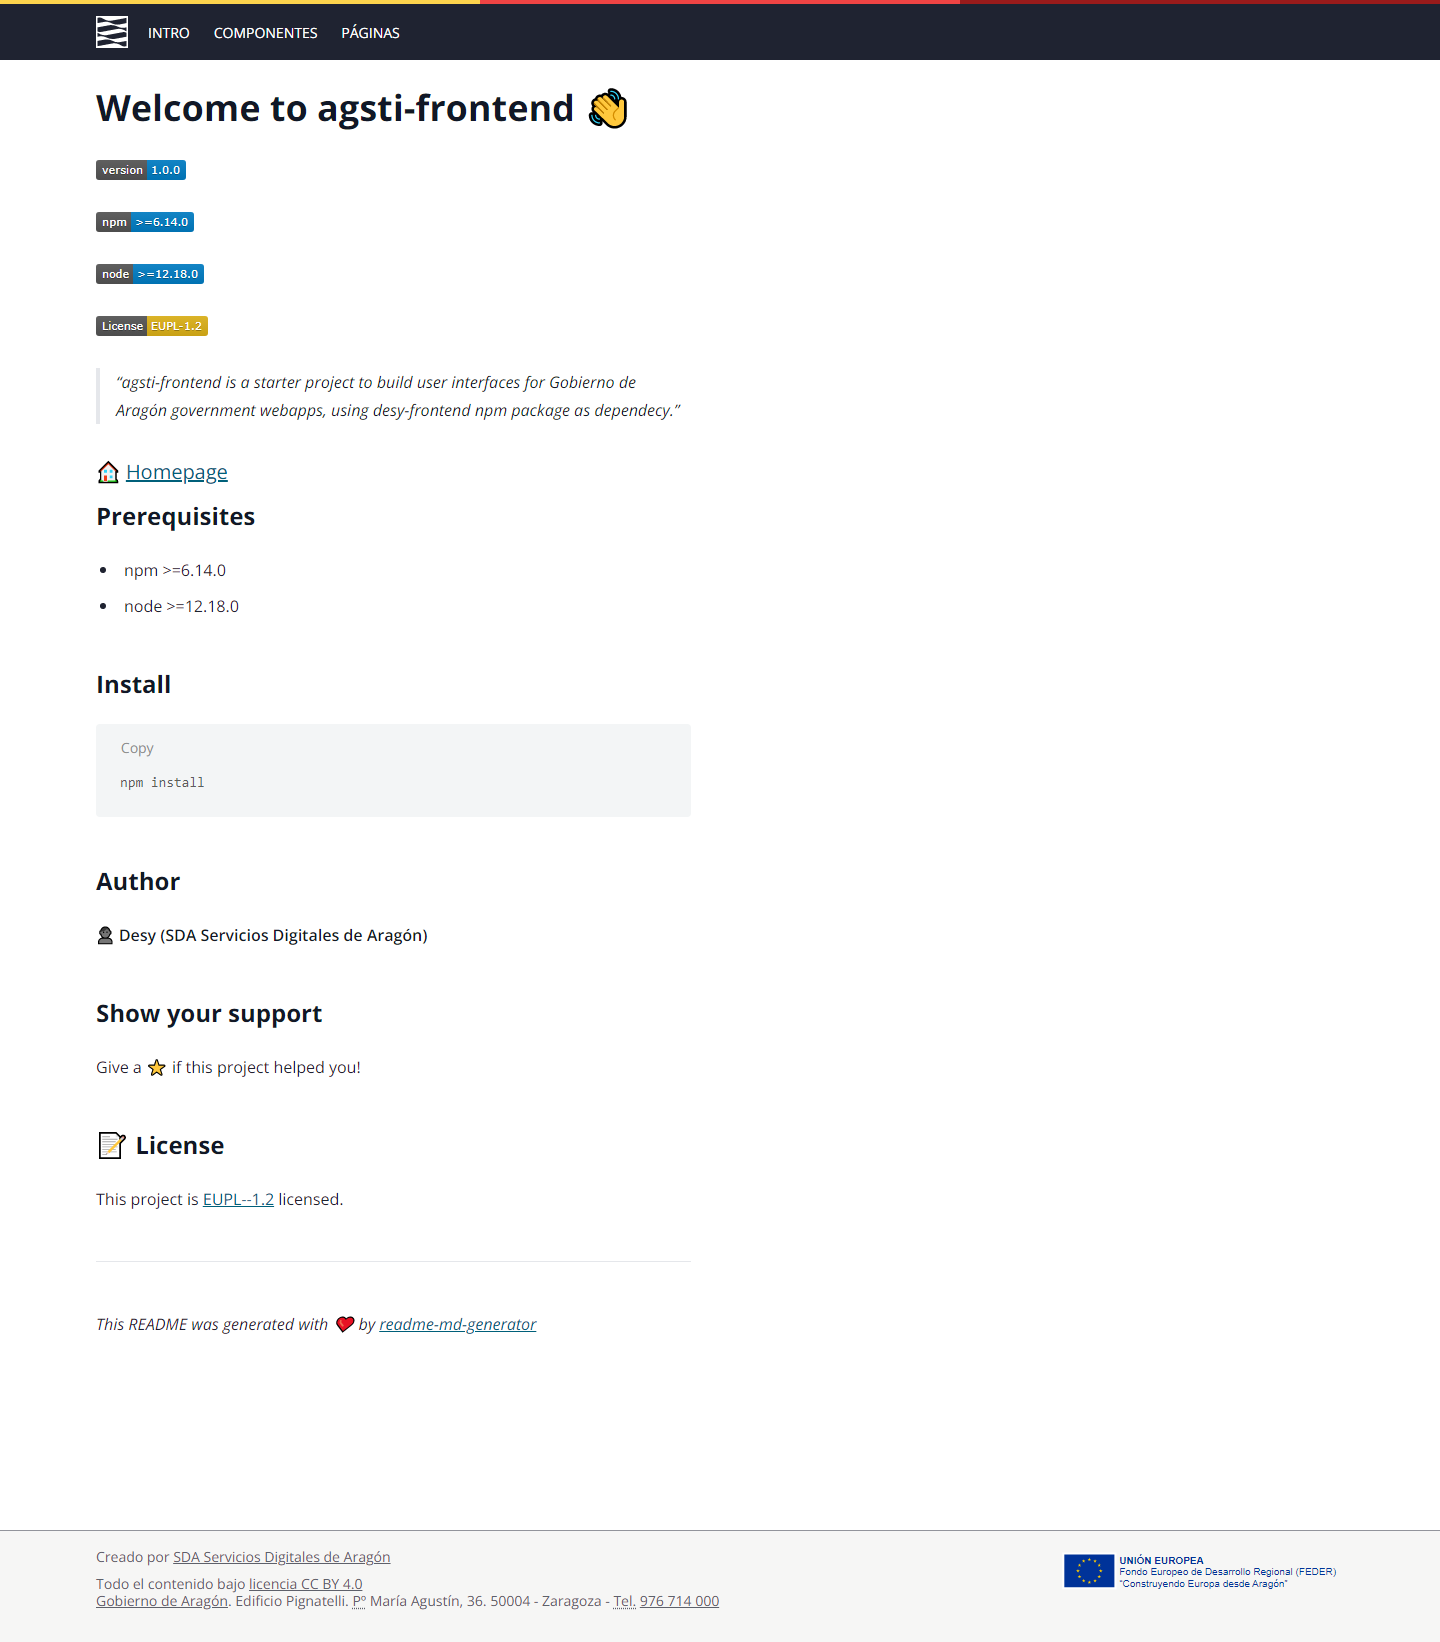 INTRO COMPONENTES PÁGINAS
Welcome to agsti-frontend 👋
version 1.0.0
npm >=6.14.0
node >=12.18.0
License EUPL-1.2
“agsti-frontend is a starter project to build user interfaces for Gobierno de
Aragón government webapps, using desy-frontend npm package as dependecy.”
🏠 Homepage
Prerequisites
• npm >=6.14.0
• node >=12.18.0
Install
Copy
npm install
Author
👤 Desy (SDA Servicios Digitales de Aragón)
Show your support
Give a ⭐ if this project helped you!
📝 License
This project is EUPL--1.2 licensed.
This README was generated with ❤️ by readme-md-generator
Creado por SDA Servicios Digitales de Aragón
Todo el contenido bajo licencia CC BY 4.0
Gobierno de Aragón. Edificio Pignatelli. Pº María Agustín, 36. 50004 - Zaragoza - Tel. 976 714 000
UNIÓN EUROPEA
Fondo Europeo de Desarrollo Regional (FEDER)
"Construyendo Europa desde Aragón"